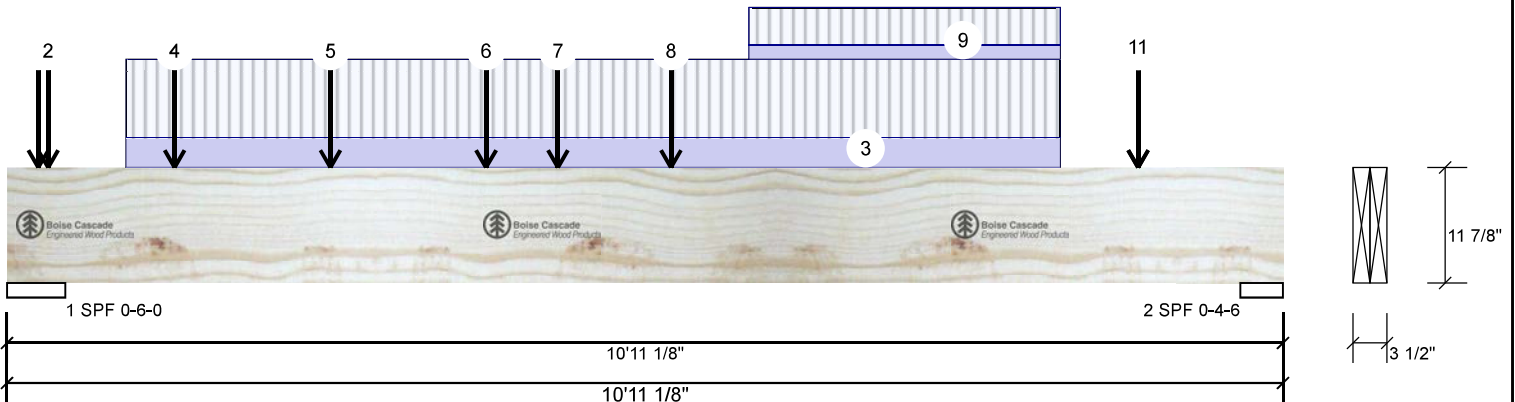 2
4
5
6
7
8
9
11
3
Boise Cascade
Engineered Wood Products
Boise Cascade
Engineered Wood Products
Boise Cascade
Engineered Wood Products
11 7/8"
1 SPF 0-6-0
2 SPF 0-4-6
10'11 1/8"
3 1/2"
10'11 1/8"